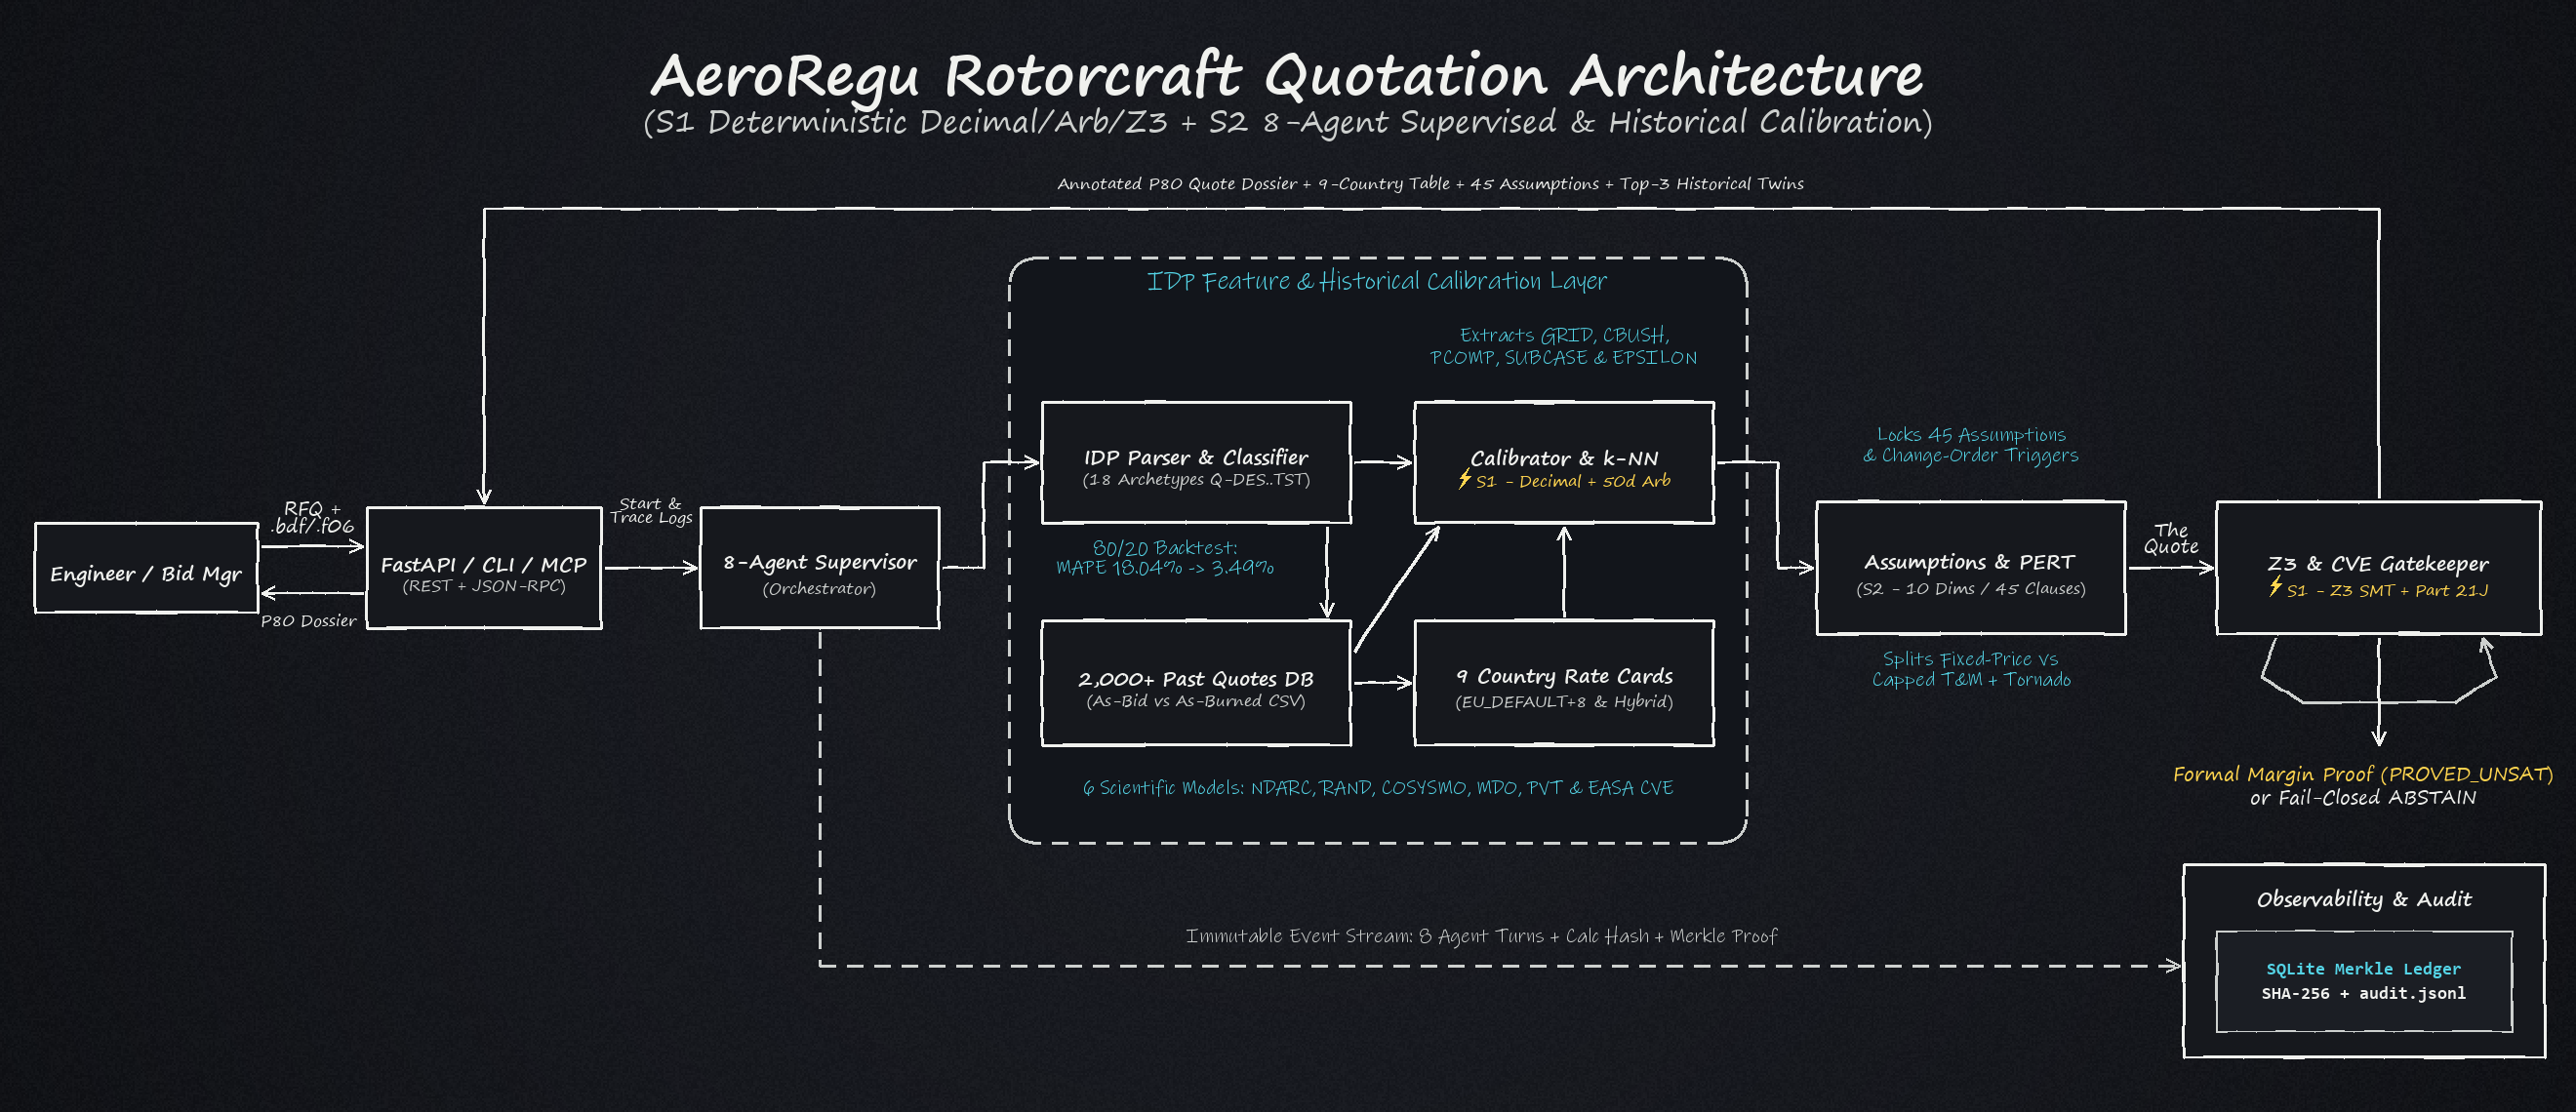 AeroRegu Rotorcraft Quotation Architecture
(S1 Deterministic Decimal/Arb/Z3 + S2 8-Agent Supervised & Historical Calibration)
Annotated P80 Quote Dossier + 9-Country Table + 45 Assumptions + Top-3 Historical Twins
Engineer / Bid Mgr
RFQ +
.bdf/.f06
P80 Dossier
FastAPI / CLI / MCP
(REST + JSON-RPC)
Start &
Trace Logs
8-Agent Supervisor
(Orchestrator)
IDP Feature & Historical Calibration Layer
Extracts GRID, CBUSH,
PCOMP, SUBCASE & EPSILON
IDP Parser & Classifier
(18 Archetypes Q-DES..TST)
Calibrator & k-NN
⚡S1 - Decimal + 50d Arb
80/20 Backtest:
MAPE 18.04% -> 3.49%
2,000+ Past Quotes DB
(As-Bid vs As-Burned CSV)
9 Country Rate Cards
(EU_DEFAULT+8 & Hybrid)
6 Scientific Models: NDARC, RAND, COSYSMO, MDO, PVT & EASA CVE
Locks 45 Assumptions
& Change-Order Triggers
Assumptions & PERT
(S2 - 10 Dims / 45 Clauses)
Splits Fixed-Price vs
Capped T&M + Tornado
The
Quote
Z3 & CVE Gatekeeper
⚡S1 - Z3 SMT + Part 21J
Formal Margin Proof (PROVED_UNSAT)
or Fail-Closed ABSTAIN
Immutable Event Stream: 8 Agent Turns + Calc Hash + Merkle Proof
Observability & Audit
SQLite Merkle Ledger
SHA-256 + audit.jsonl